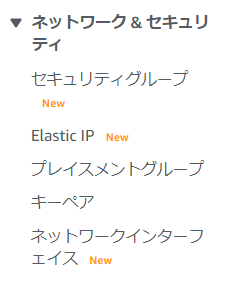 ▼ ネットワーク & セキュリ
ティ
セキュリティグループ
New
Elastic IP New
プレイスメントグループ
キーペア
ネットワークインターフ
ェイス New